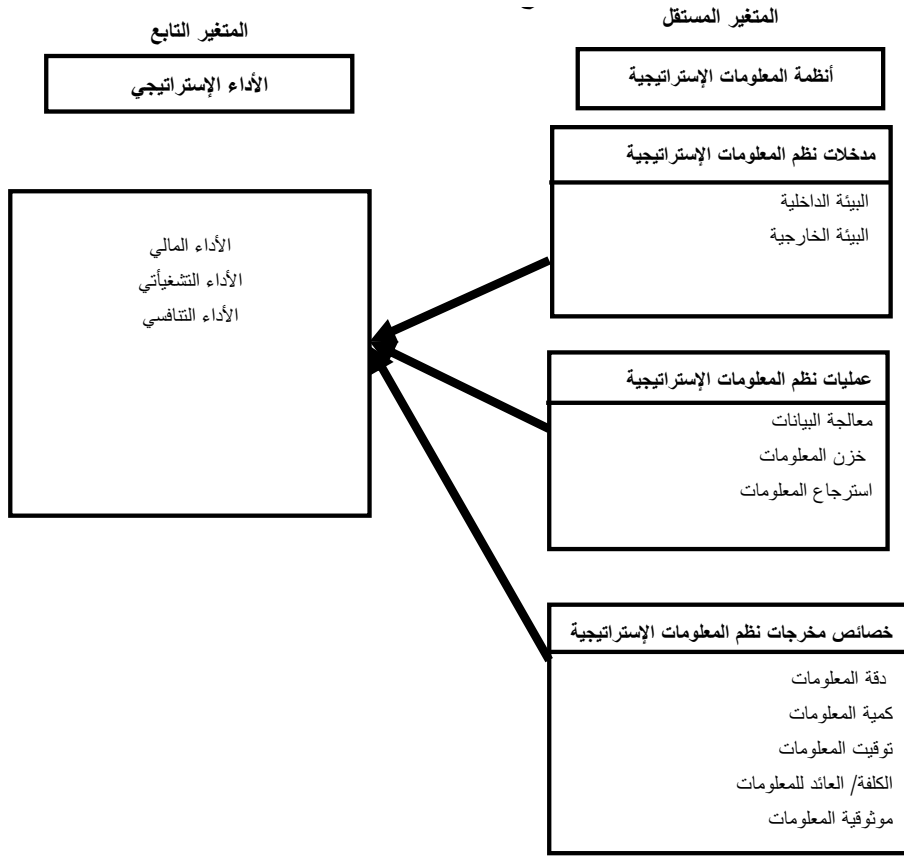 المتغير المستقل
أنظمة المعلومات الإستراتيجية
مدخلات نظم المعلومات الإستراتيجية
البيئة الداخلية
البيئة الخارجية
عمليات نظم المعلومات الإستراتيجية
معالجة البيانات
خزن المعلومات
استرجاع المعلومات
خصائص مخرجات نظم المعلومات الإستراتيجية
دقة المعلومات
كمية المعلومات
توقيت المعلومات
الكلفة/ العائد للمعلومات
موثوقية المعلومات
المتغير التابع
الأداء الإستراتيجي
الأداء المالي
الأداء التشغيأتي
الأداء التنافسي